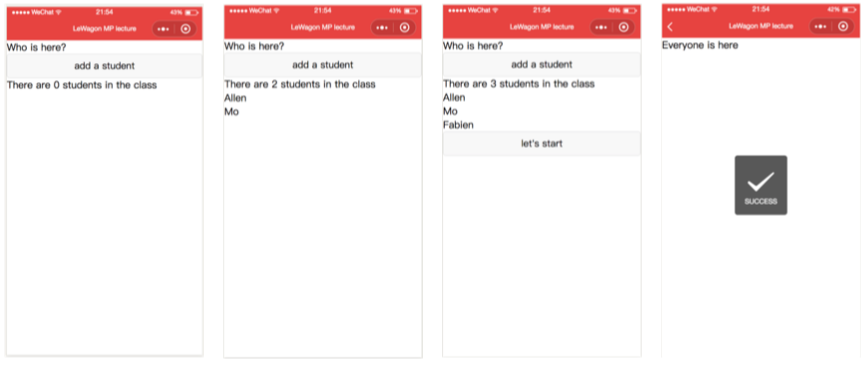 WeChat 21:54 43%
LeWagon MP lecture
Who is here?
add a student
There are 0 students in the class
WeChat 21:54 43%
LeWagon MP lecture
Who is here?
add a student
There are 2 students in the class
Allen
Mo
WeChat 21:54 43%
LeWagon MP lecture
Who is here?
add a student
There are 3 students in the class
Allen
Mo
Fabien
let's start
WeChat 21:54 42%
LeWagon MP lecture
Everyone is here
SUCCESS